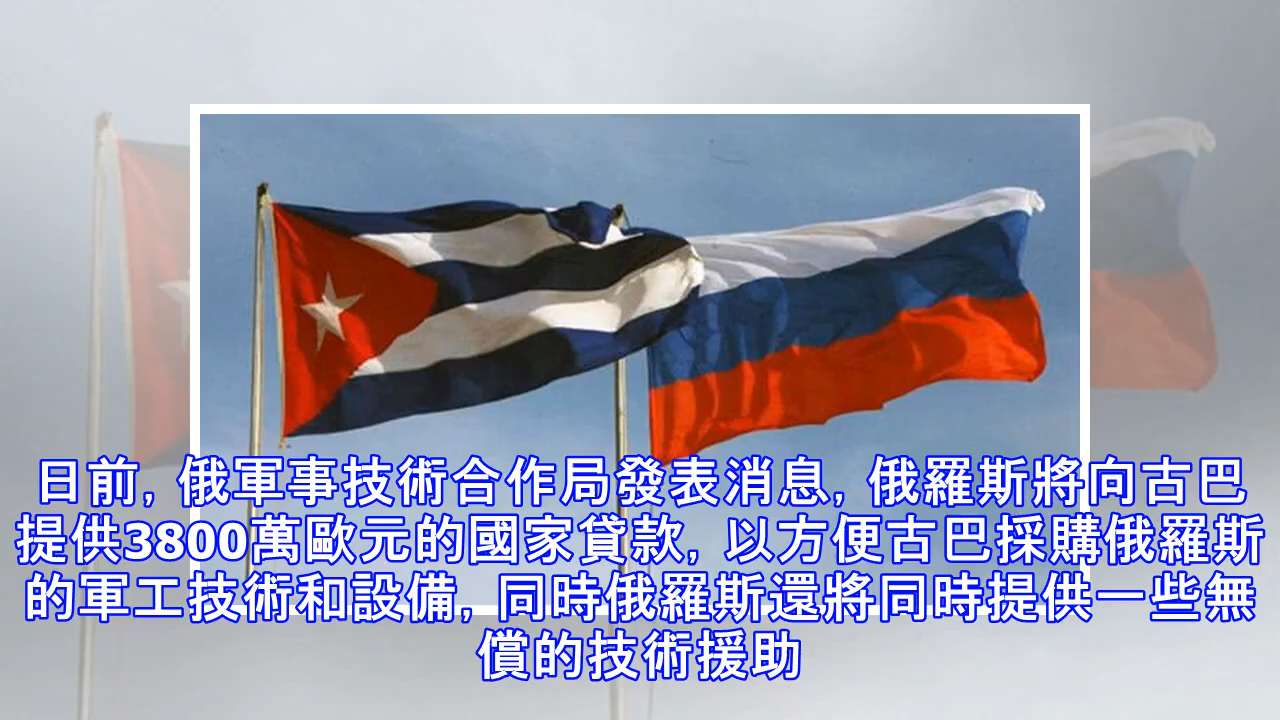 日前, 俄軍事技術合作局發表消息, 俄羅斯將向古巴
提供3800萬歐元的國家貸款, 以方便古巴採購俄羅斯
的軍工技術和設備, 同時俄羅斯還將同時提供一些無
償的技術援助